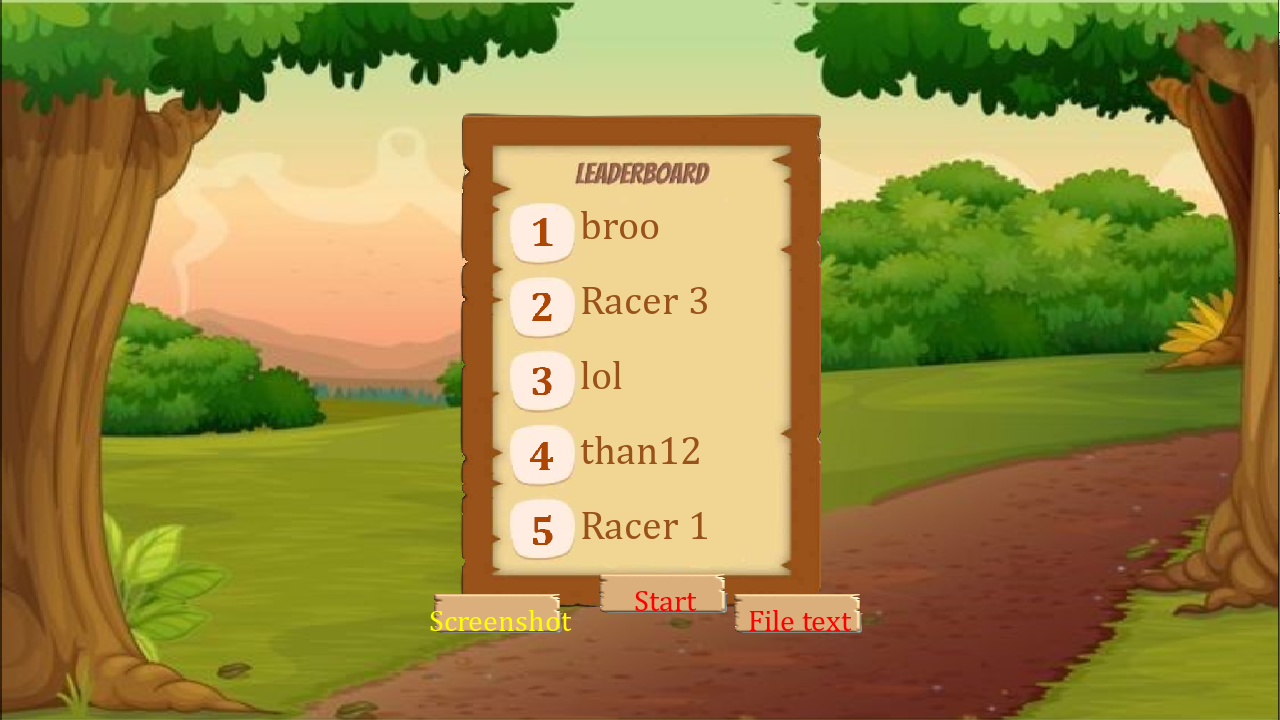 LEADERBOARD
1 broo
2 Racer 3
3 lol
4 than12
5 Racer 1
Start
Screenshot
File text